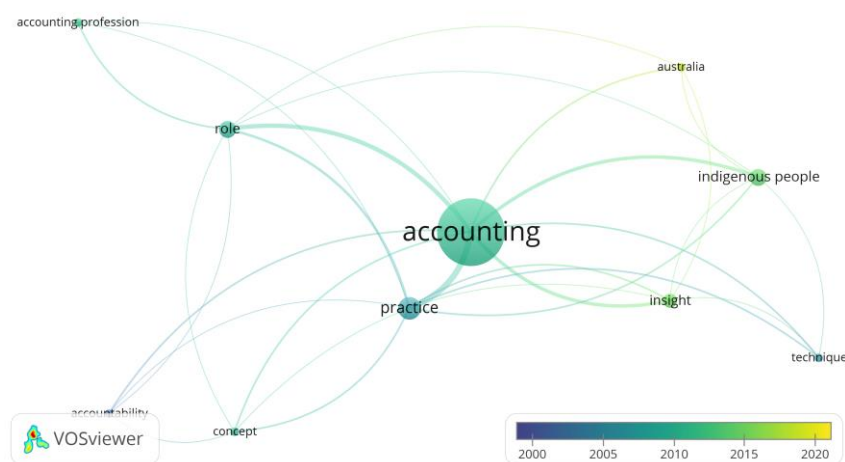 accounting profession
australia
role
indigenous people
accounting
insight
practice
technique
accountability
concept
VOSviewer
2000 2005 2010 2015 2020